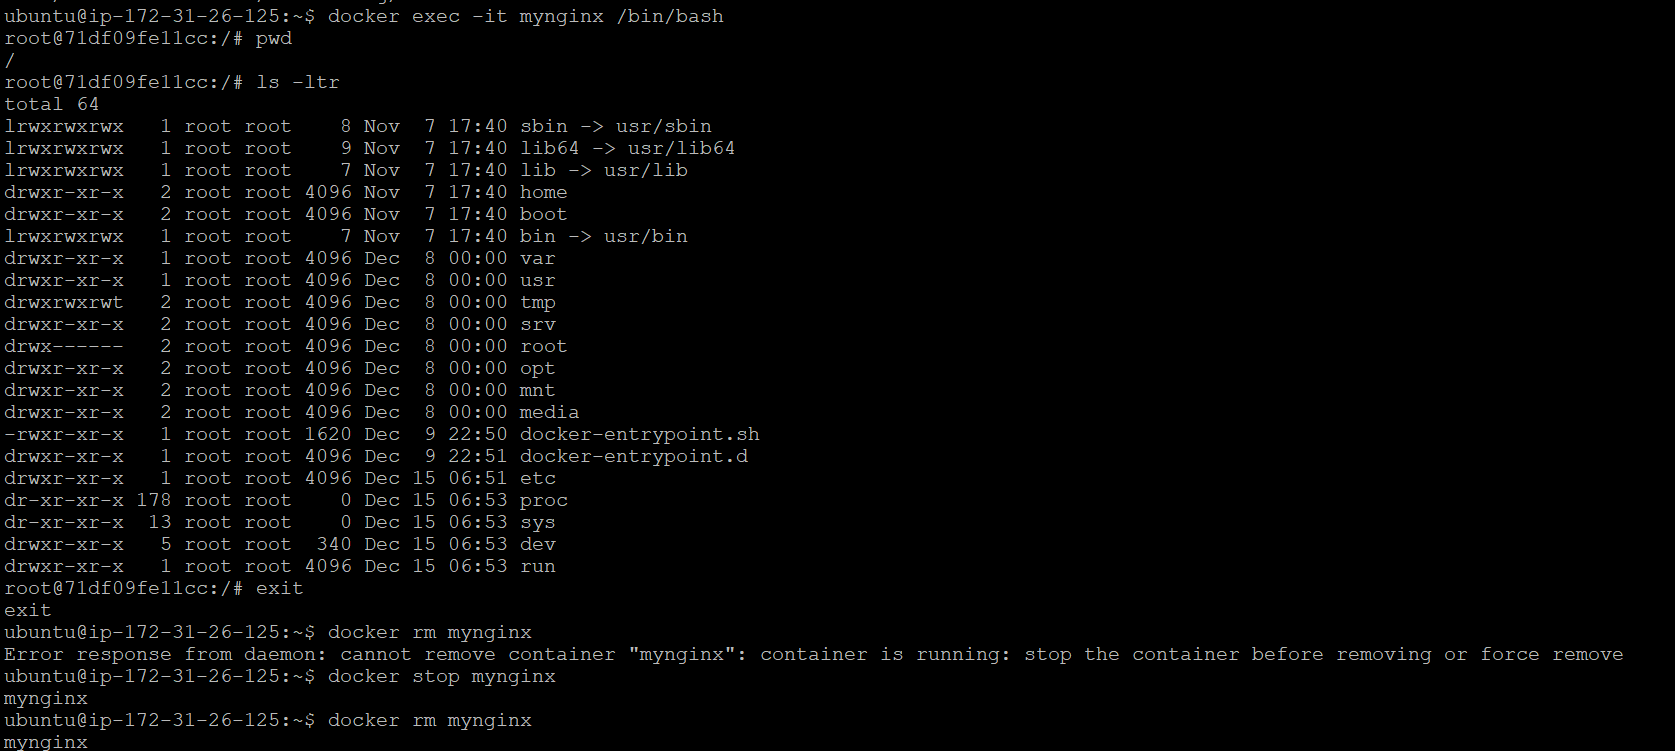 ubuntu@ip-172-31-26-125:~$ docker exec -it mynginx /bin/bash
root@71df09fe11cc:/# pwd
/
root@71df09fe11cc:/# ls -ltr
total 64
lrwxrwxrwx   1 root root    8 Nov  7 17:40 sbin -> usr/sbin
lrwxrwxrwx   1 root root    9 Nov  7 17:40 lib64 -> usr/lib64
lrwxrwxrwx   1 root root    7 Nov  7 17:40 lib -> usr/lib
drwxr-xr-x   2 root root 4096 Nov  7 17:40 home
drwxr-xr-x   2 root root 4096 Nov  7 17:40 boot
lrwxrwxrwx   1 root root    7 Nov  7 17:40 bin -> usr/bin
drwxr-xr-x   1 root root 4096 Dec  8 00:00 var
drwxr-xr-x   1 root root 4096 Dec  8 00:00 usr
drwxrwxrwt   2 root root 4096 Dec  8 00:00 tmp
drwxr-xr-x   2 root root 4096 Dec  8 00:00 srv
drwx------   2 root root 4096 Dec  8 00:00 root
drwxr-xr-x   2 root root 4096 Dec  8 00:00 opt
drwxr-xr-x   2 root root 4096 Dec  8 00:00 mnt
drwxr-xr-x   2 root root 4096 Dec  8 00:00 media
-rwxr-xr-x   1 root root 1620 Dec  9 22:50 docker-entrypoint.sh
drwxr-xr-x   1 root root 4096 Dec  9 22:51 docker-entrypoint.d
drwxr-xr-x   1 root root 4096 Dec 15 06:51 etc
dr-xr-xr-x 178 root root    0 Dec 15 06:53 proc
dr-xr-xr-x  13 root root    0 Dec 15 06:53 sys
drwxr-xr-x   5 root root  340 Dec 15 06:53 dev
drwxr-xr-x   1 root root 4096 Dec 15 06:53 run
root@71df09fe11cc:/# exit
exit
ubuntu@ip-172-31-26-125:~$ docker rm mynginx
Error response from daemon: cannot remove container "mynginx": container is running: stop the container before removing or force remove
ubuntu@ip-172-31-26-125:~$ docker stop mynginx
mynginx
ubuntu@ip-172-31-26-125:~$ docker rm mynginx
mynginx